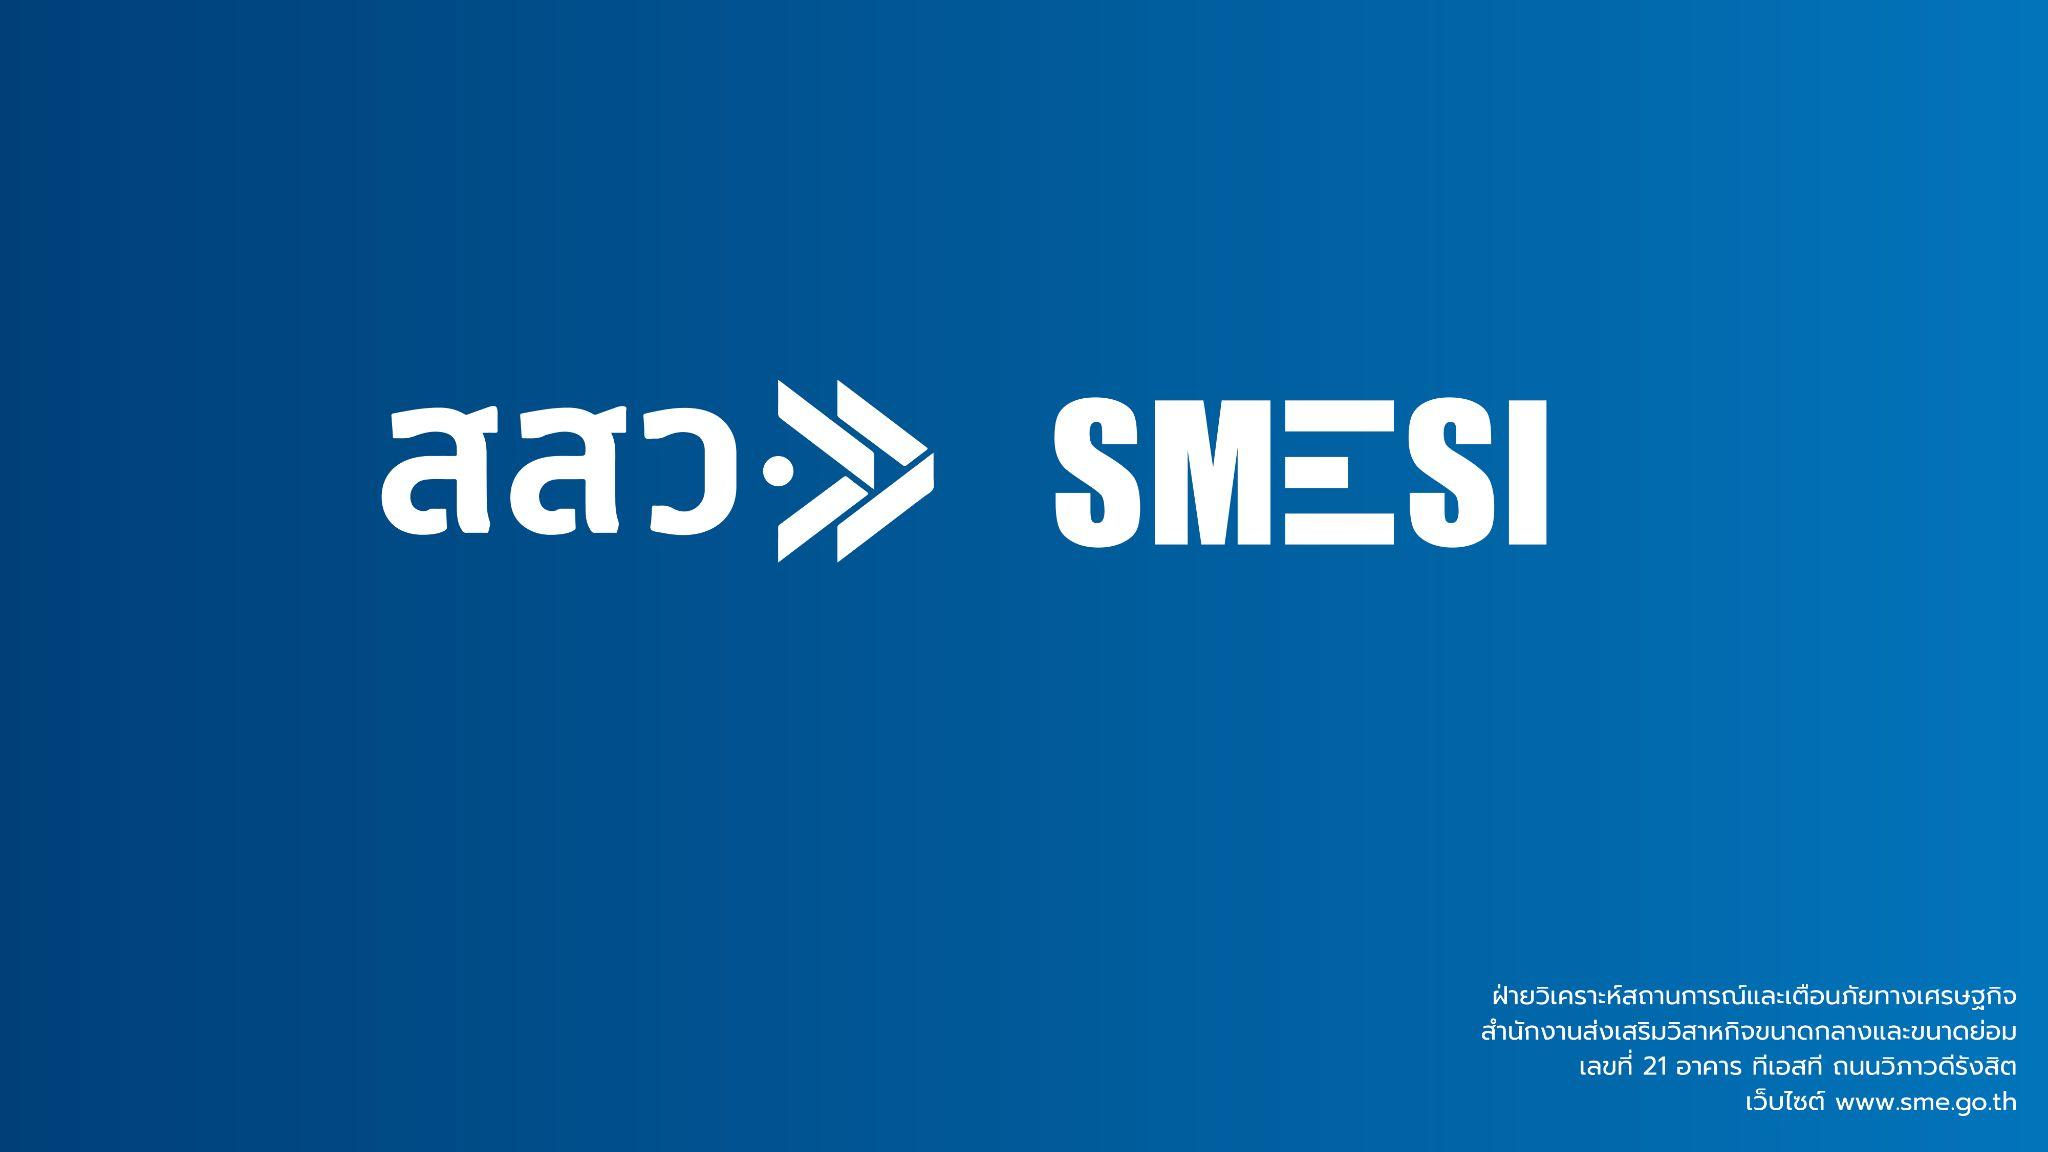 สสว
SMESI
ฝ่ายวิเคราะห์สถานการณ์และเตือนภัยทางเศรษฐกิจ
สำนักงานส่งเสริมวิสาหกิจขนาดกลางและขนาดย่อม
เลขที่ 21 อาคาร ทีเอสที ถนนวิภาวดีรังสิต
เว็บไซต์ www.sme.go.th